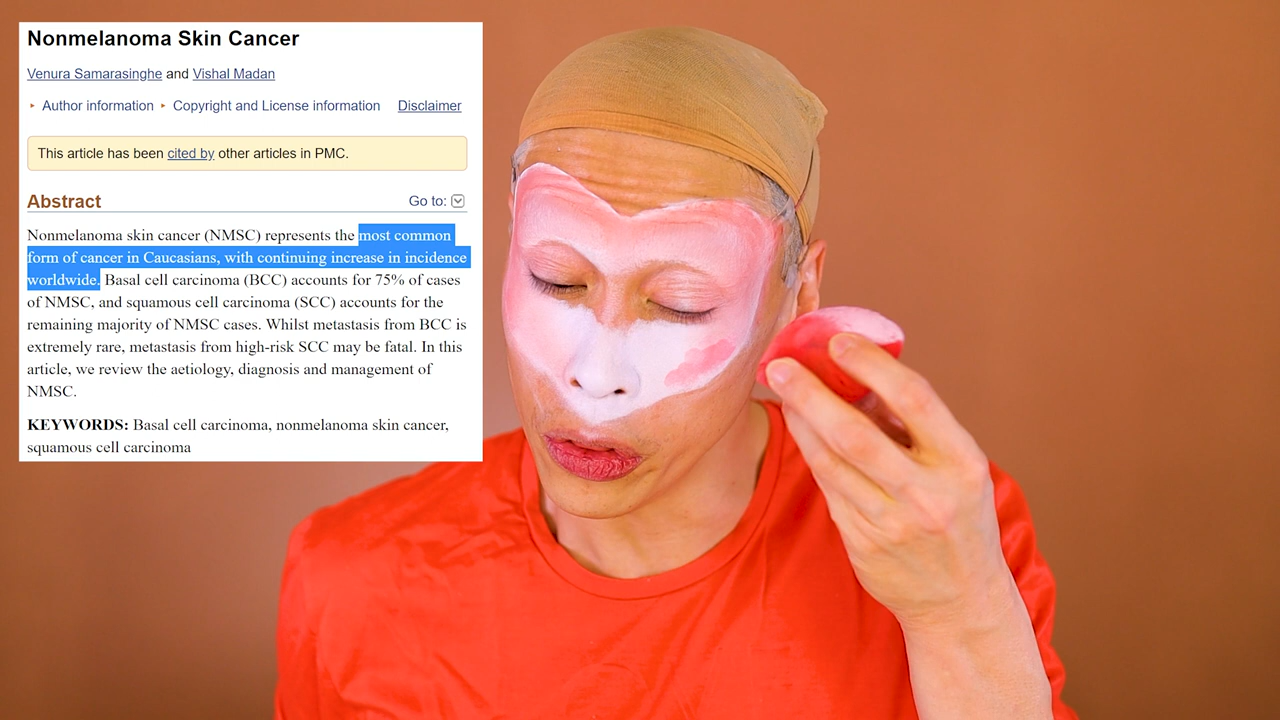 Nonmelanoma Skin Cancer
Venura Samarasinghe and Vishal Madan
Author information Copyright and License information Disclaimer
This article has been cited by other articles in PMC.
Abstract Go to:
Nonmelanoma skin cancer (NMSC) represents the most common
form of cancer in Caucasians, with continuing increase in incidence
worldwide. Basal cell carcinoma (BCC) accounts for 75% of cases
of NMSC, and squamous cell carcinoma (SCC) accounts for the
remaining majority of NMSC cases. Whilst metastasis from BCC is
extremely rare, metastasis from high-risk SCC may be fatal. In this
article, we review the aetiology, diagnosis and management of
NMSC.
KEYWORDS: Basal cell carcinoma, nonmelanoma skin cancer,
squamous cell carcinoma